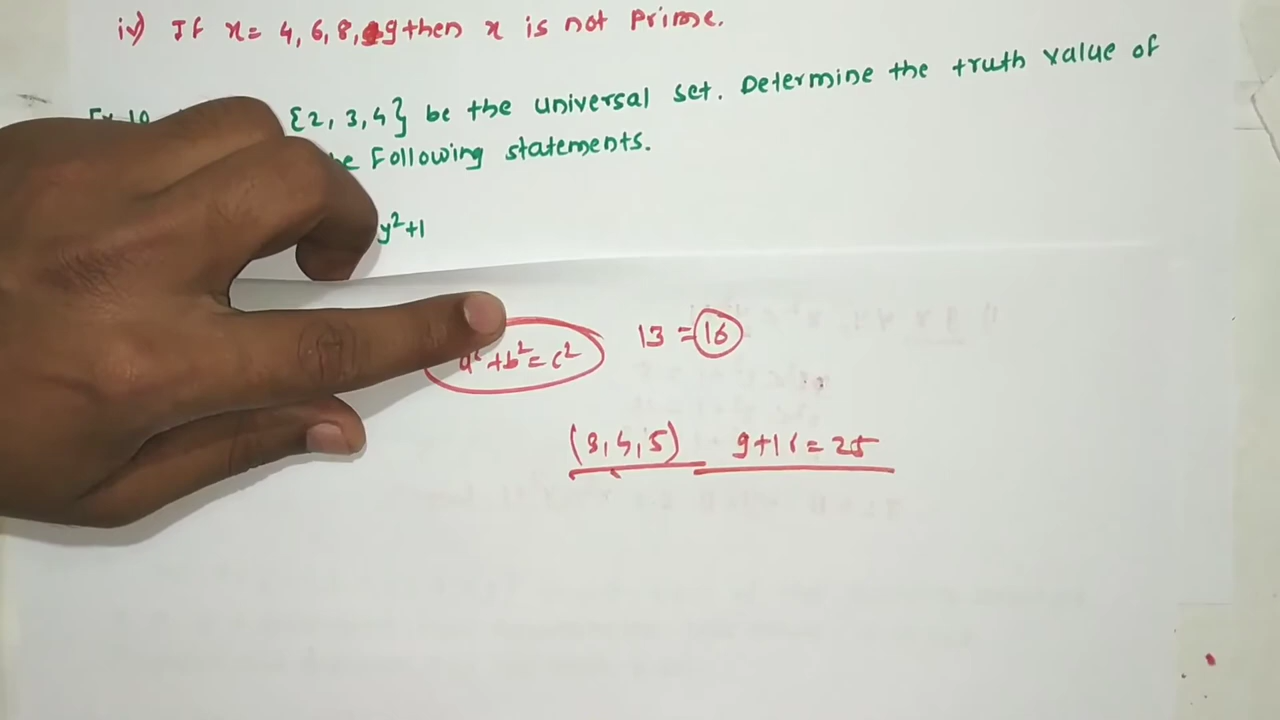 iv) If x= 4, 6, 8, 9 then x is not prime.
{2, 3, 4} be the universal set. Determine the truth value of
Following statements.
y²+1
a²+b²=c² 13 = 16
(3, 4, 5) 9+16=25